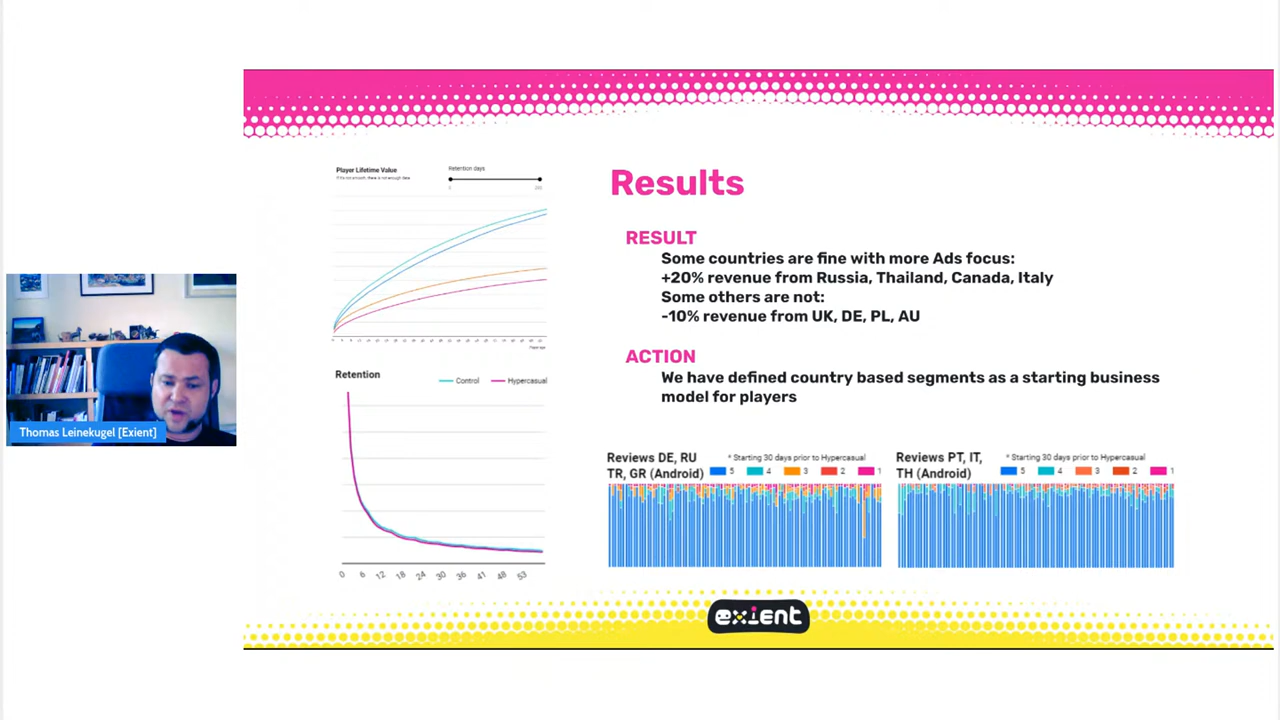 Player Lifetime Value
Retention days
0
Results
RESULT
Some countries are fine with more Ads focus:
+20% revenue from Russia, Thailand, Canada, Italy
Some others are not:
-10% revenue from UK, DE, PL, AU
ACTION
We have defined country based segments as a starting business
model for players
Retention
Control
Hypercasual
0 6 12 18 24 30 36 41 48 53
Thomas Leinekugel [Exient]
Reviews DE, RU
TR, GR (Android)
* Starting 30 days prior to Hypercasual
5 4 3 2 1
Reviews PT, IT,
TH (Android)
* Starting 30 days prior to Hypercasual
5 4 3 2 1
exient